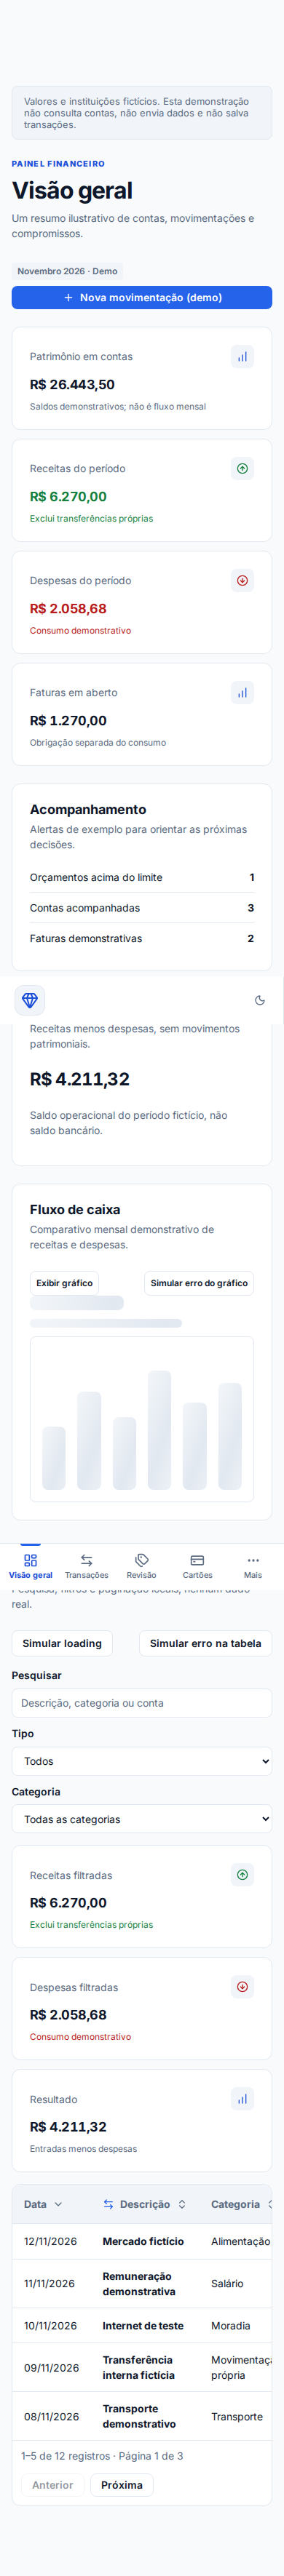 Valores e instituições fictícios. Esta demonstração
não consulta contas, não envia dados e não salva
transações.
PAINEL FINANCEIRO
Visão geral
Um resumo ilustrativo de contas, movimentações e
compromissos.
Novembro 2026 · Demo
Nova movimentação (demo)
Patrimônio em contas
R$ 26.443,50
Saldos demonstrativos; não é fluxo mensal
Receitas do período
R$ 6.270,00
Exclui transferências próprias
Despesas do período
R$ 2.058,68
Consumo demonstrativo
Faturas em aberto
R$ 1.270,00
Obrigação separada do consumo
Acompanhamento
Alertas de exemplo para orientar as próximas
decisões.
Orçamentos acima do limite 1
Contas acompanhadas 3
Faturas demonstrativas 2
Receitas menos despesas, sem movimentos
patrimoniais.
R$ 4.211,32
Saldo operacional do período fictício, não
saldo bancário.
Fluxo de caixa
Comparativo mensal demonstrativo de
receitas e despesas.
Exibir gráfico Simular erro do gráfico
Visão geral Transações Revisão Cartões Mais
Pesquisa, filtros e paginação locais, nenhum dado
real.
Simular loading Simular erro na tabela
Pesquisar
Descrição, categoria ou conta
Tipo
Todos
Categoria
Todas as categorias
Receitas filtradas
R$ 6.270,00
Exclui transferências próprias
Despesas filtradas
R$ 2.058,68
Consumo demonstrativo
Resultado
R$ 4.211,32
Entradas menos despesas
Data Descrição Categoria
12/11/2026 Mercado fictício Alimentação
11/11/2026 Remuneração demonstrativa Salário
10/11/2026 Internet de teste Moradia
09/11/2026 Transferência interna fictícia Movimentaç própria
08/11/2026 Transporte demonstrativo Transporte
1–5 de 12 registros · Página 1 de 3
Anterior Próxima